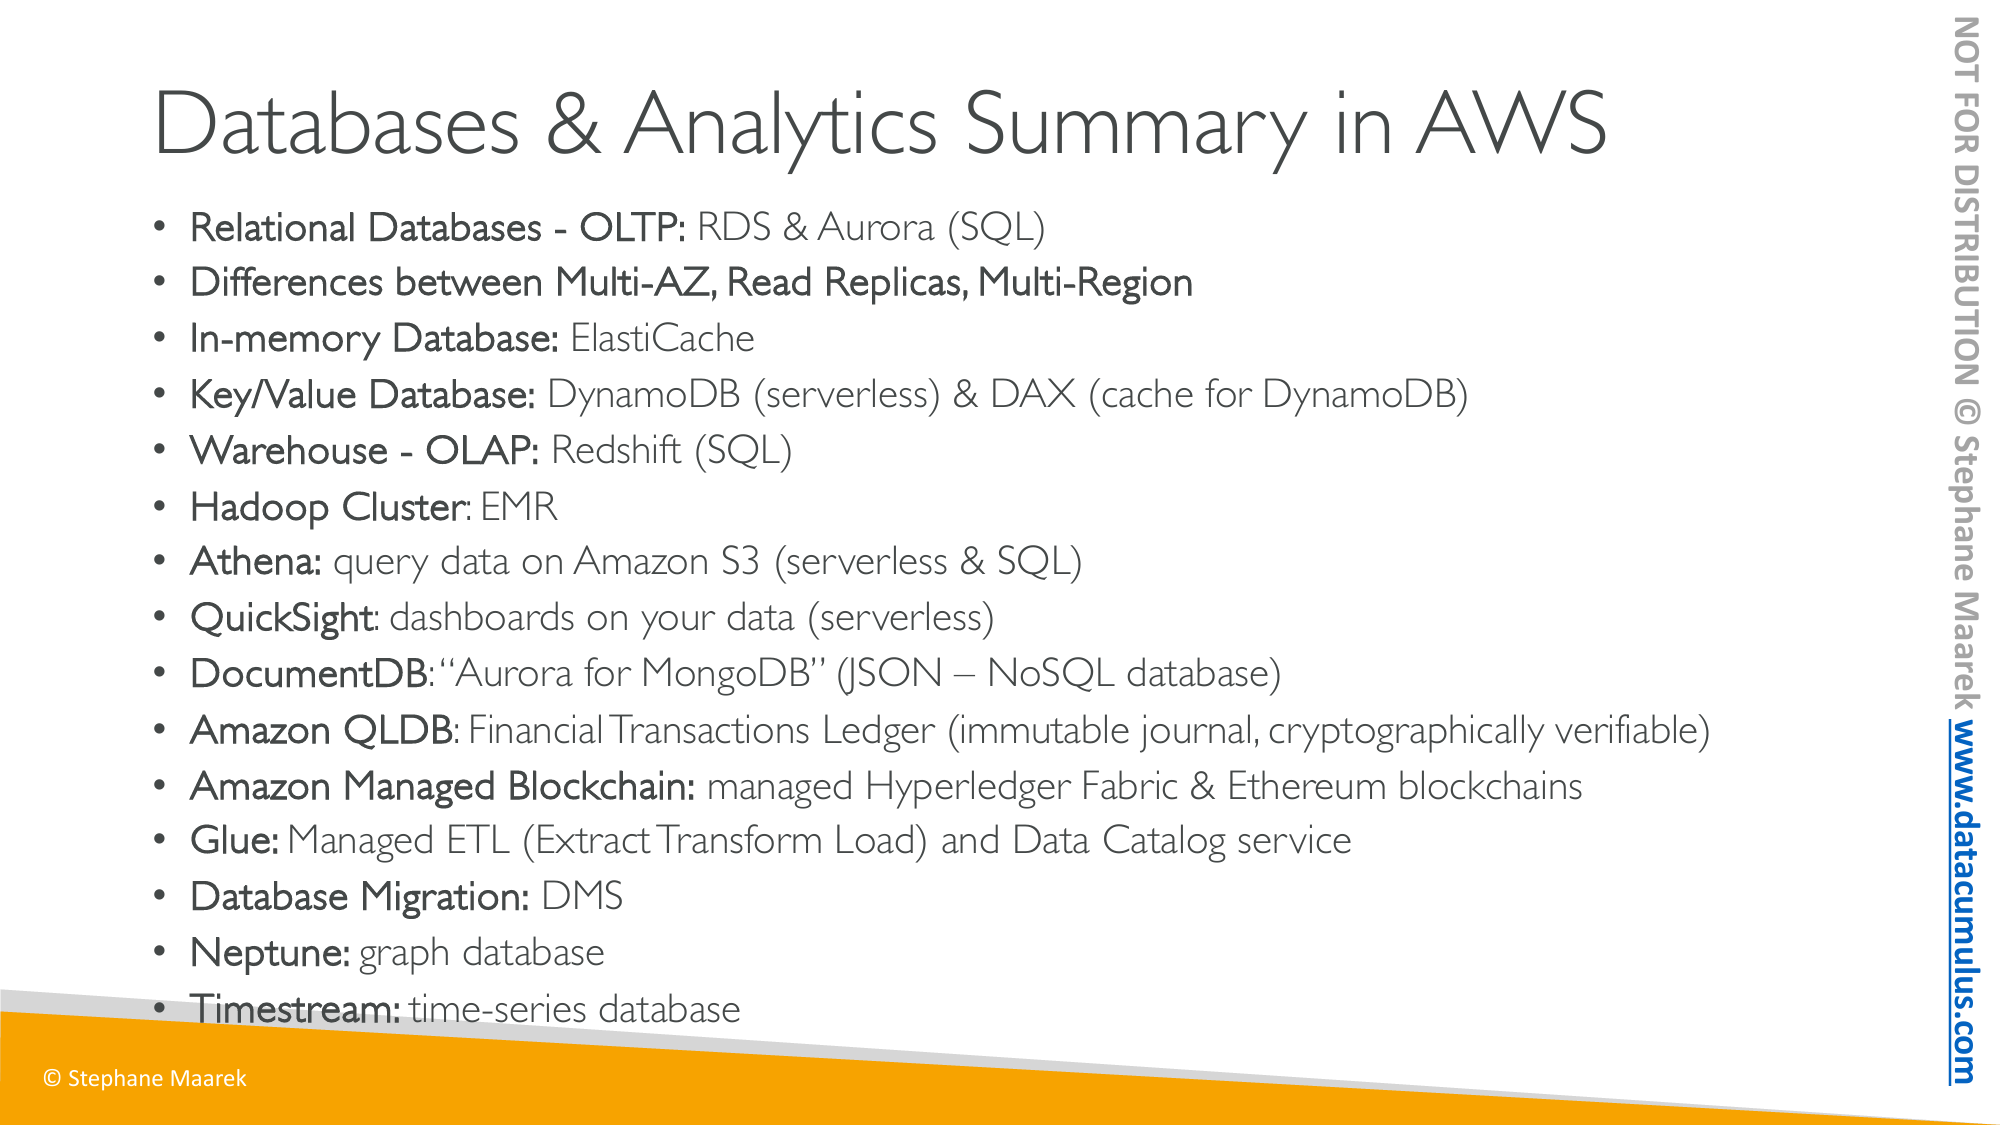 Databases & Analytics Summary in AWS
• Relational Databases - OLTP: RDS & Aurora (SQL)
• Differences between Multi-AZ, Read Replicas, Multi-Region
• In-memory Database: ElastiCache
• Key/Value Database: DynamoDB (serverless) & DAX (cache for DynamoDB)
• Warehouse - OLAP: Redshift (SQL)
• Hadoop Cluster: EMR
• Athena: query data on Amazon S3 (serverless & SQL)
• QuickSight: dashboards on your data (serverless)
• DocumentDB: “Aurora for MongoDB” (JSON – NoSQL database)
• Amazon QLDB: Financial Transactions Ledger (immutable journal, cryptographically verifiable)
• Amazon Managed Blockchain: managed Hyperledger Fabric & Ethereum blockchains
• Glue: Managed ETL (Extract Transform Load) and Data Catalog service
• Database Migration: DMS
• Neptune: graph database
• Timestream: time-series database
© Stephane Maarek
NOT FOR DISTRIBUTION © Stephane Maarek www.datacumulus.com